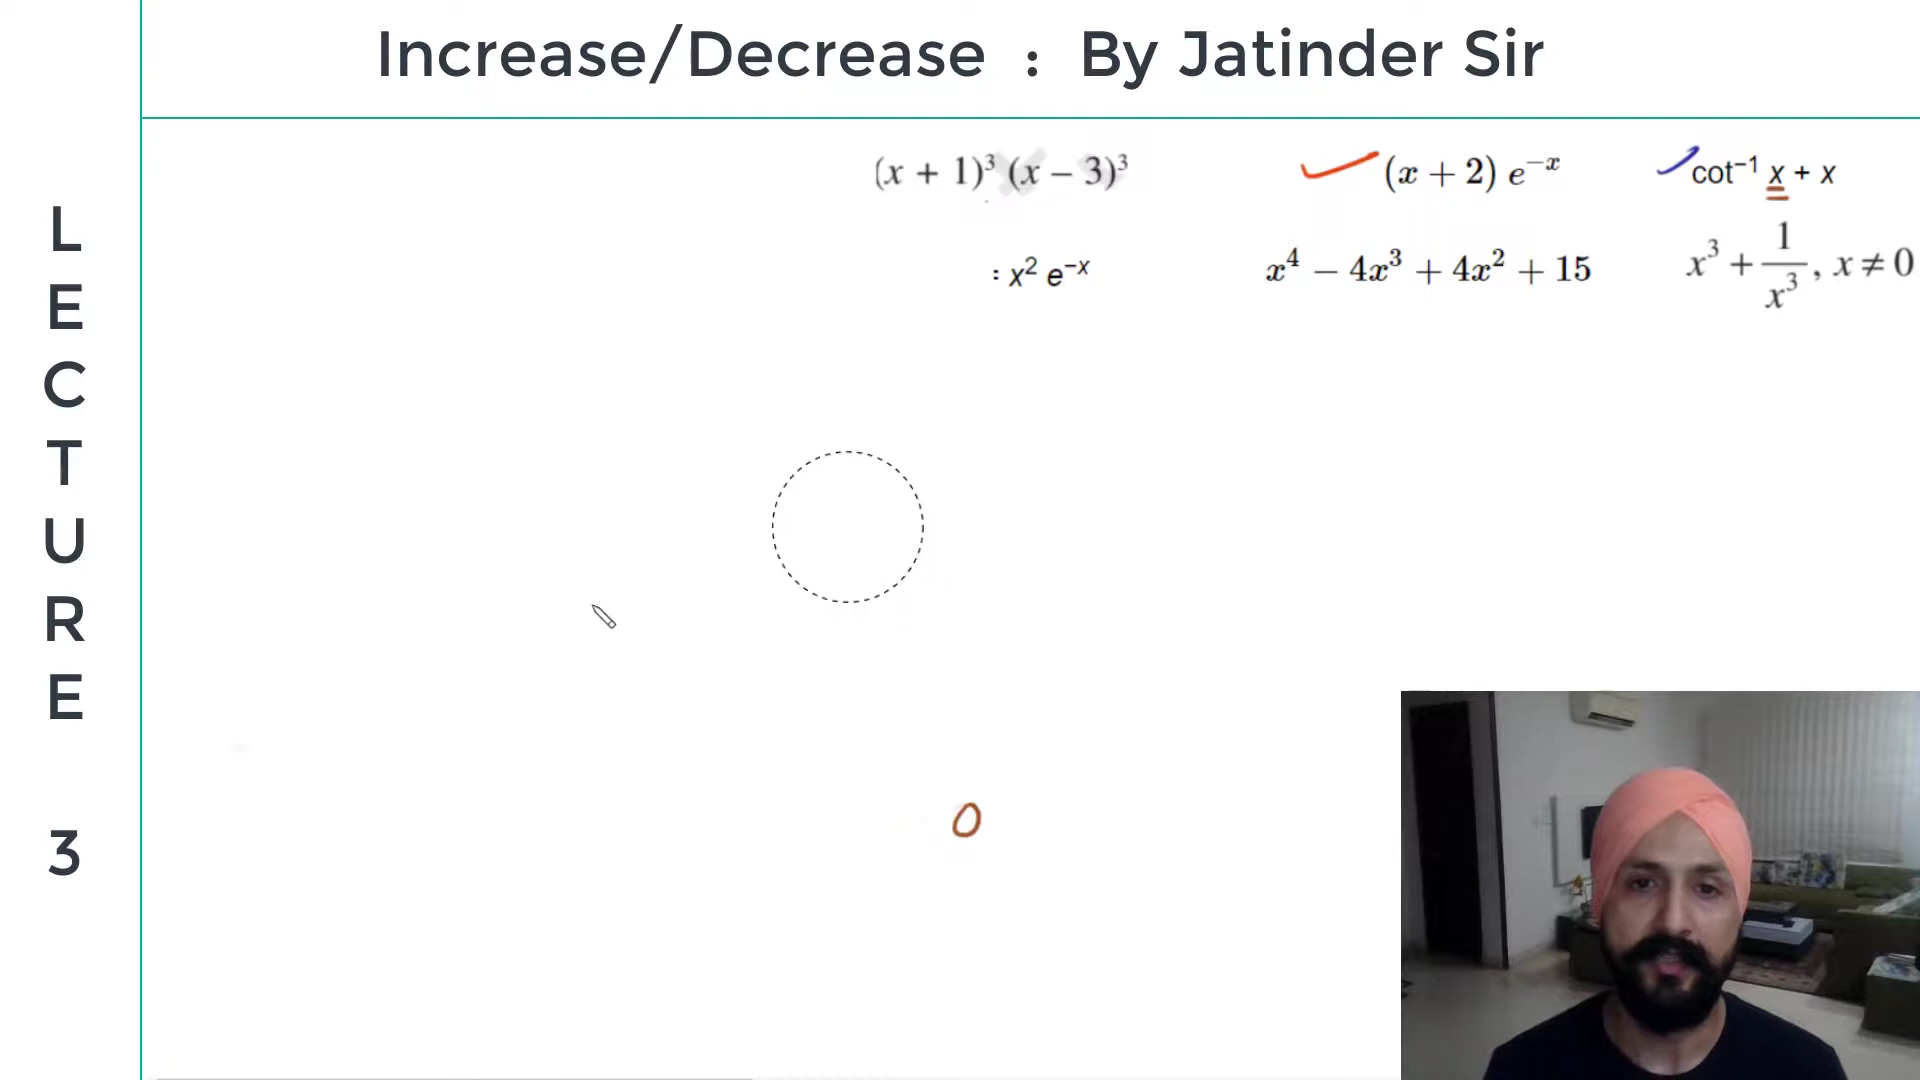 Increase/Decrease : By Jatinder Sir
LECTURE 3
(x + 1)³ (x – 3)³
(x + 2) e⁻ˣ
cot⁻¹ x + x
: x² e⁻ˣ
x⁴ – 4x³ + 4x² + 15
x³ + 1/x³ , x ≠ 0
0